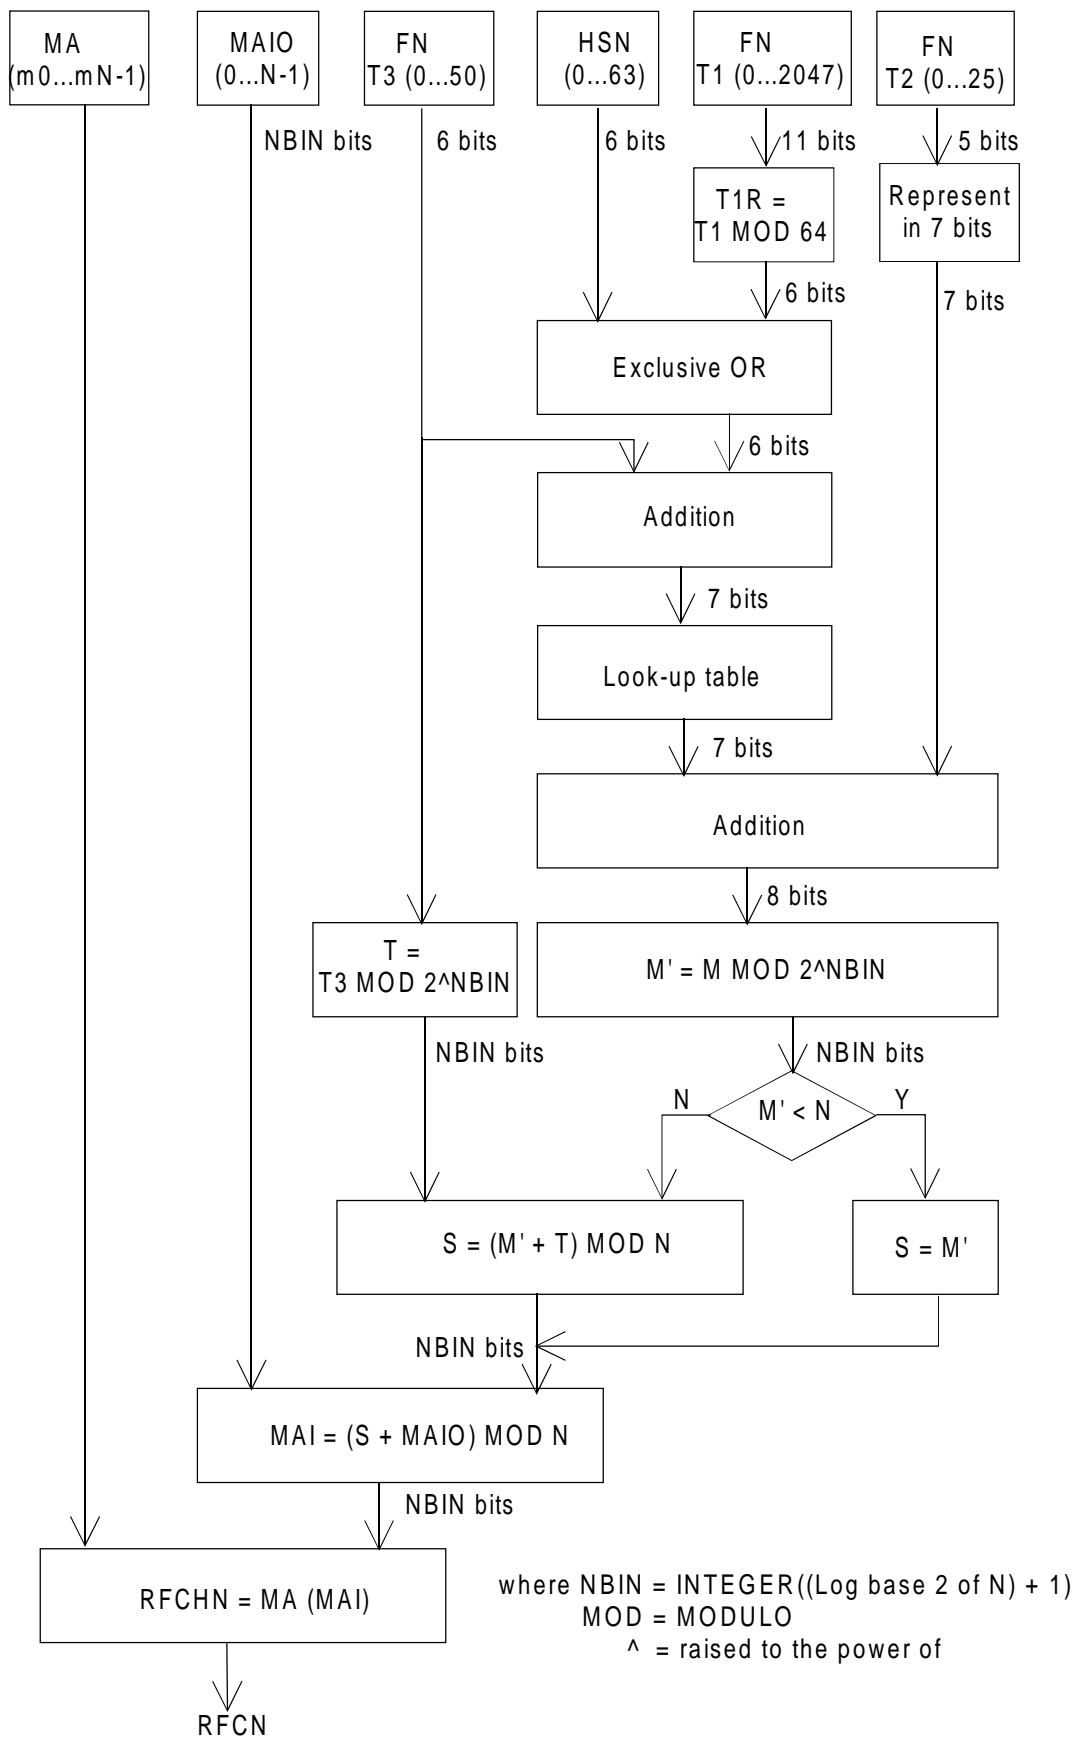 MA
(m0...mN-1)
MAIO
(0...N-1)
FN
T3 (0...50)
HSN
(0...63)
FN
T1 (0...2047)
FN
T2 (0...25)
NBIN bits
6 bits
6 bits
11 bits
5 bits
T1R =
T1 MOD 64
Represent
in 7 bits
6 bits
7 bits
Exclusive OR
6 bits
Addition
7 bits
Look-up table
7 bits
Addition
8 bits
T =
T3 MOD 2^NBIN
M' = M MOD 2^NBIN
NBIN bits
NBIN bits
N
M' < N
Y
S = (M' + T) MOD N
S = M'
NBIN bits
MAI = (S + MAIO) MOD N
NBIN bits
RFCHN = MA (MAI)
where NBIN = INTEGER((Log base 2 of N) + 1)
MOD = MODULO
^ = raised to the power of
RFCN